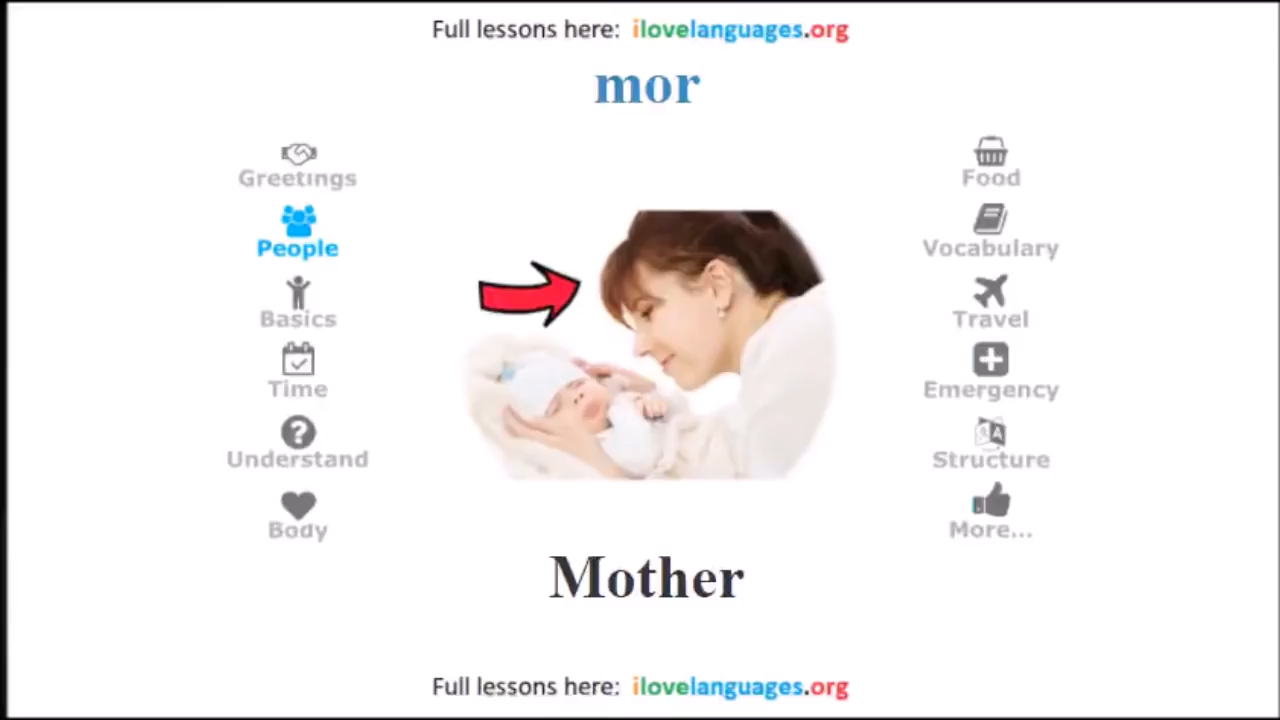 Full lessons here: ilovelanguages.org
mor
Greetings
People
Basics
Time
Understand
Body
Food
Vocabulary
Travel
Emergency
Structure
More...
Mother
Full lessons here: ilovelanguages.org